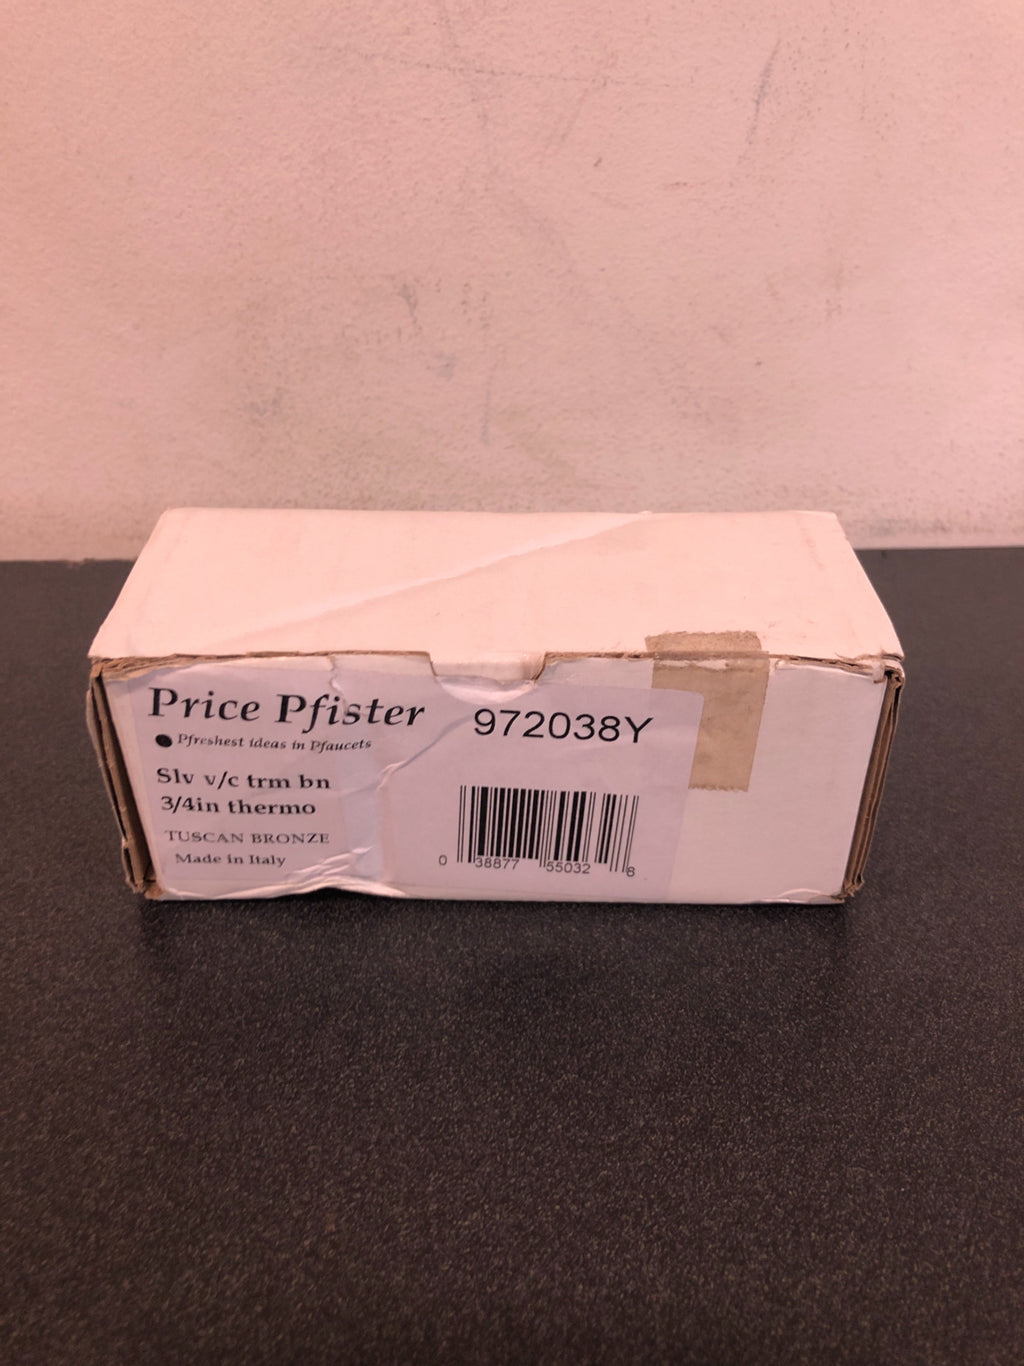 Price Pfister
Pfreshest ideas in Pfaucets
Slv v/c trm bn
3/4in thermo
TUSCAN BRONZE
Made in Italy
972038Y
0 38877 55032 8